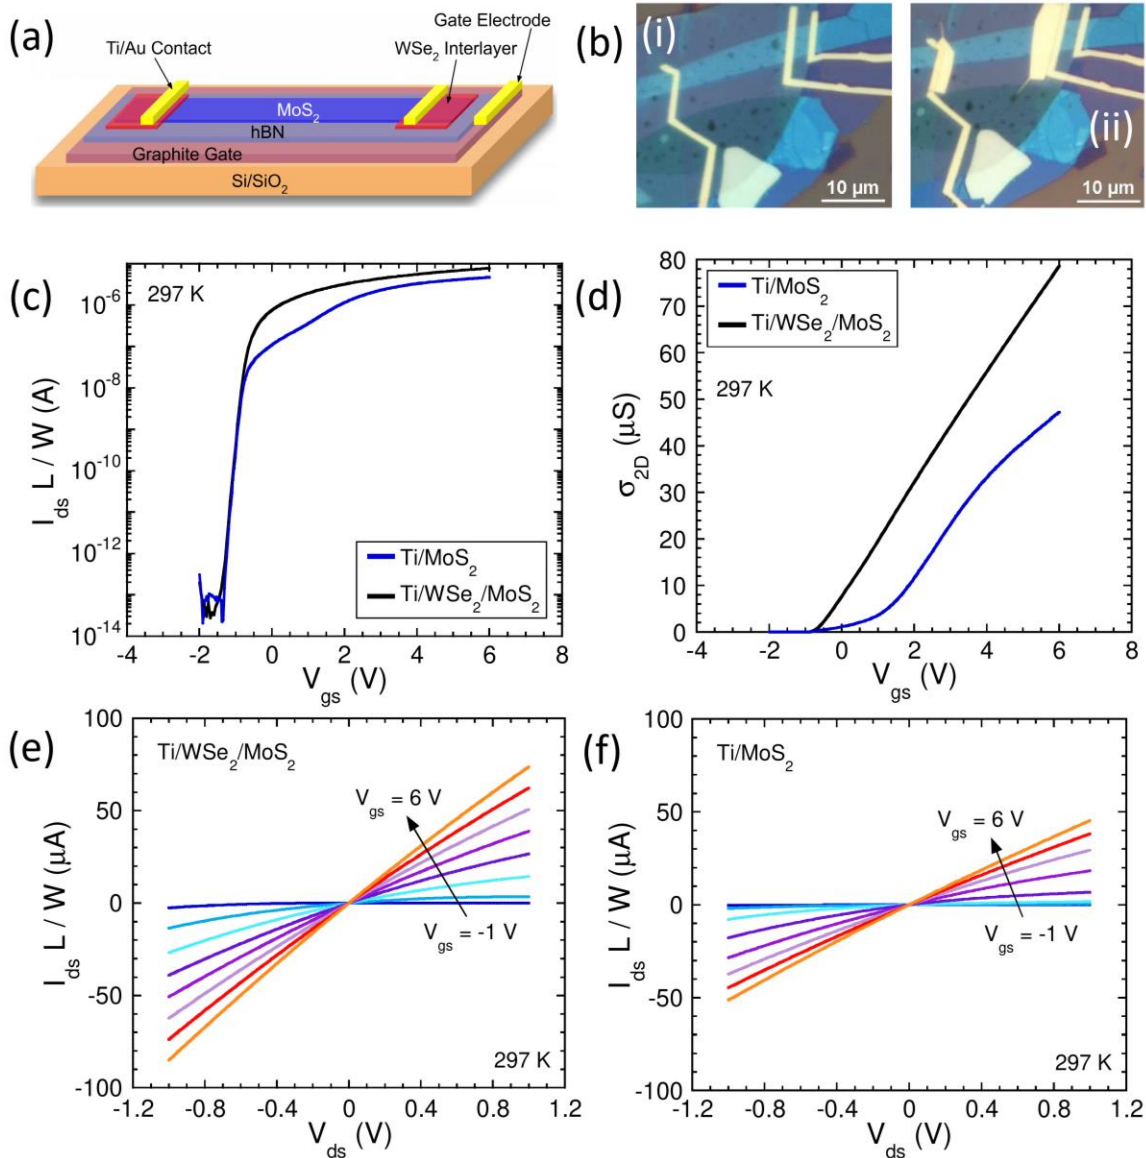 (a)
Gate Electrode
Ti/Au Contact
WSe2 Interlayer
MoS2
hBN
Graphite Gate
Si/SiO2
(b)
(i)
10 µm
(ii)
10 µm
(c)
297 K
10-6
10-8
10-10
10-12
10-14
Ids L / W (A)
Ti/MoS2
Ti/WSe2/MoS2
-4 -2 0 2 4 6 8
Vgs (V)
(d)
80
70
60
50
40
30
20
10
0
Ti/MoS2
Ti/WSe2/MoS2
297 K
σ2D (µS)
-4 -2 0 2 4 6 8
Vgs (V)
(e)
100
50
0
-50
-100
Ids L / W (µA)
Ti/WSe2/MoS2
Vgs = 6 V
Vgs = -1 V
297 K
-1.2 -0.8 -0.4 0 0.4 0.8 1.2
Vds (V)
(f)
100
50
0
-50
-100
Ids L / W (µA)
Ti/MoS2
Vgs = 6 V
Vgs = -1 V
297 K
-1.2 -0.8 -0.4 0 0.4 0.8 1.2
Vds (V)